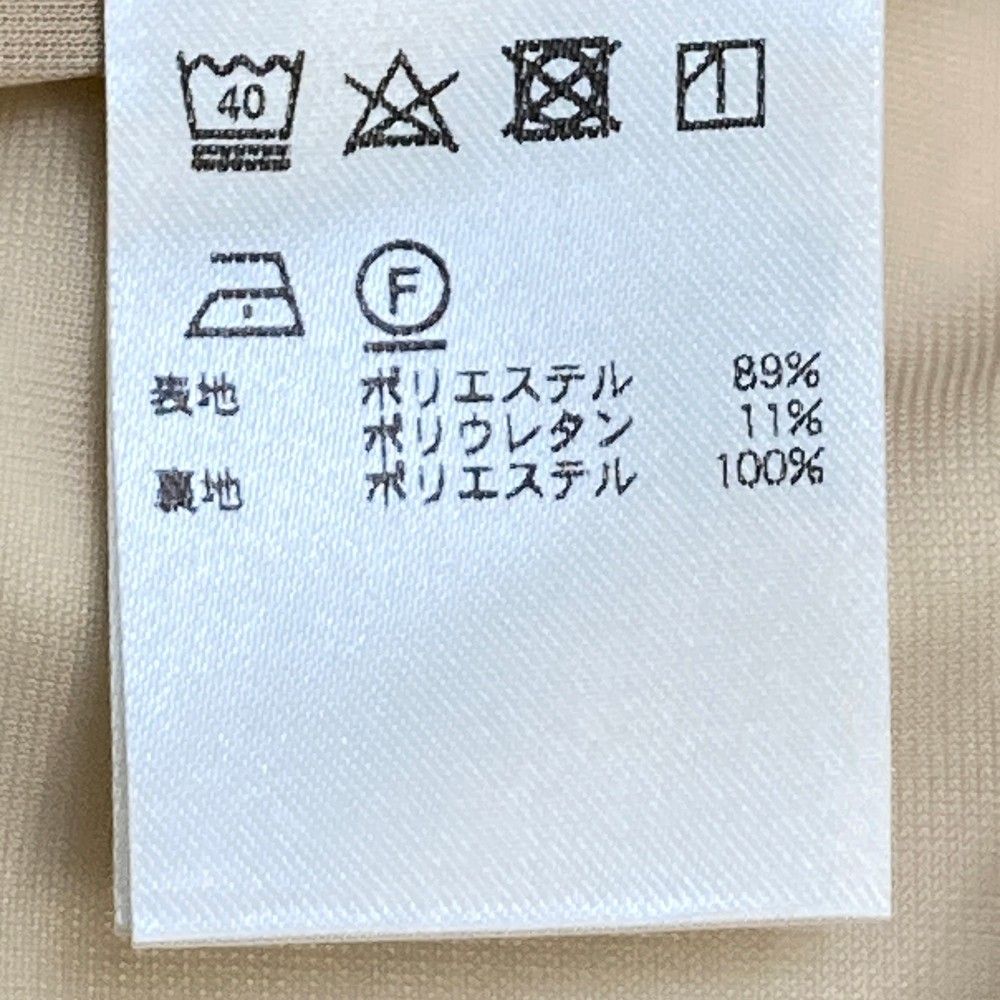 40
F
表地 ポリエステル 89%
ポリウレタン 11%
裏地 ポリエステル 100%